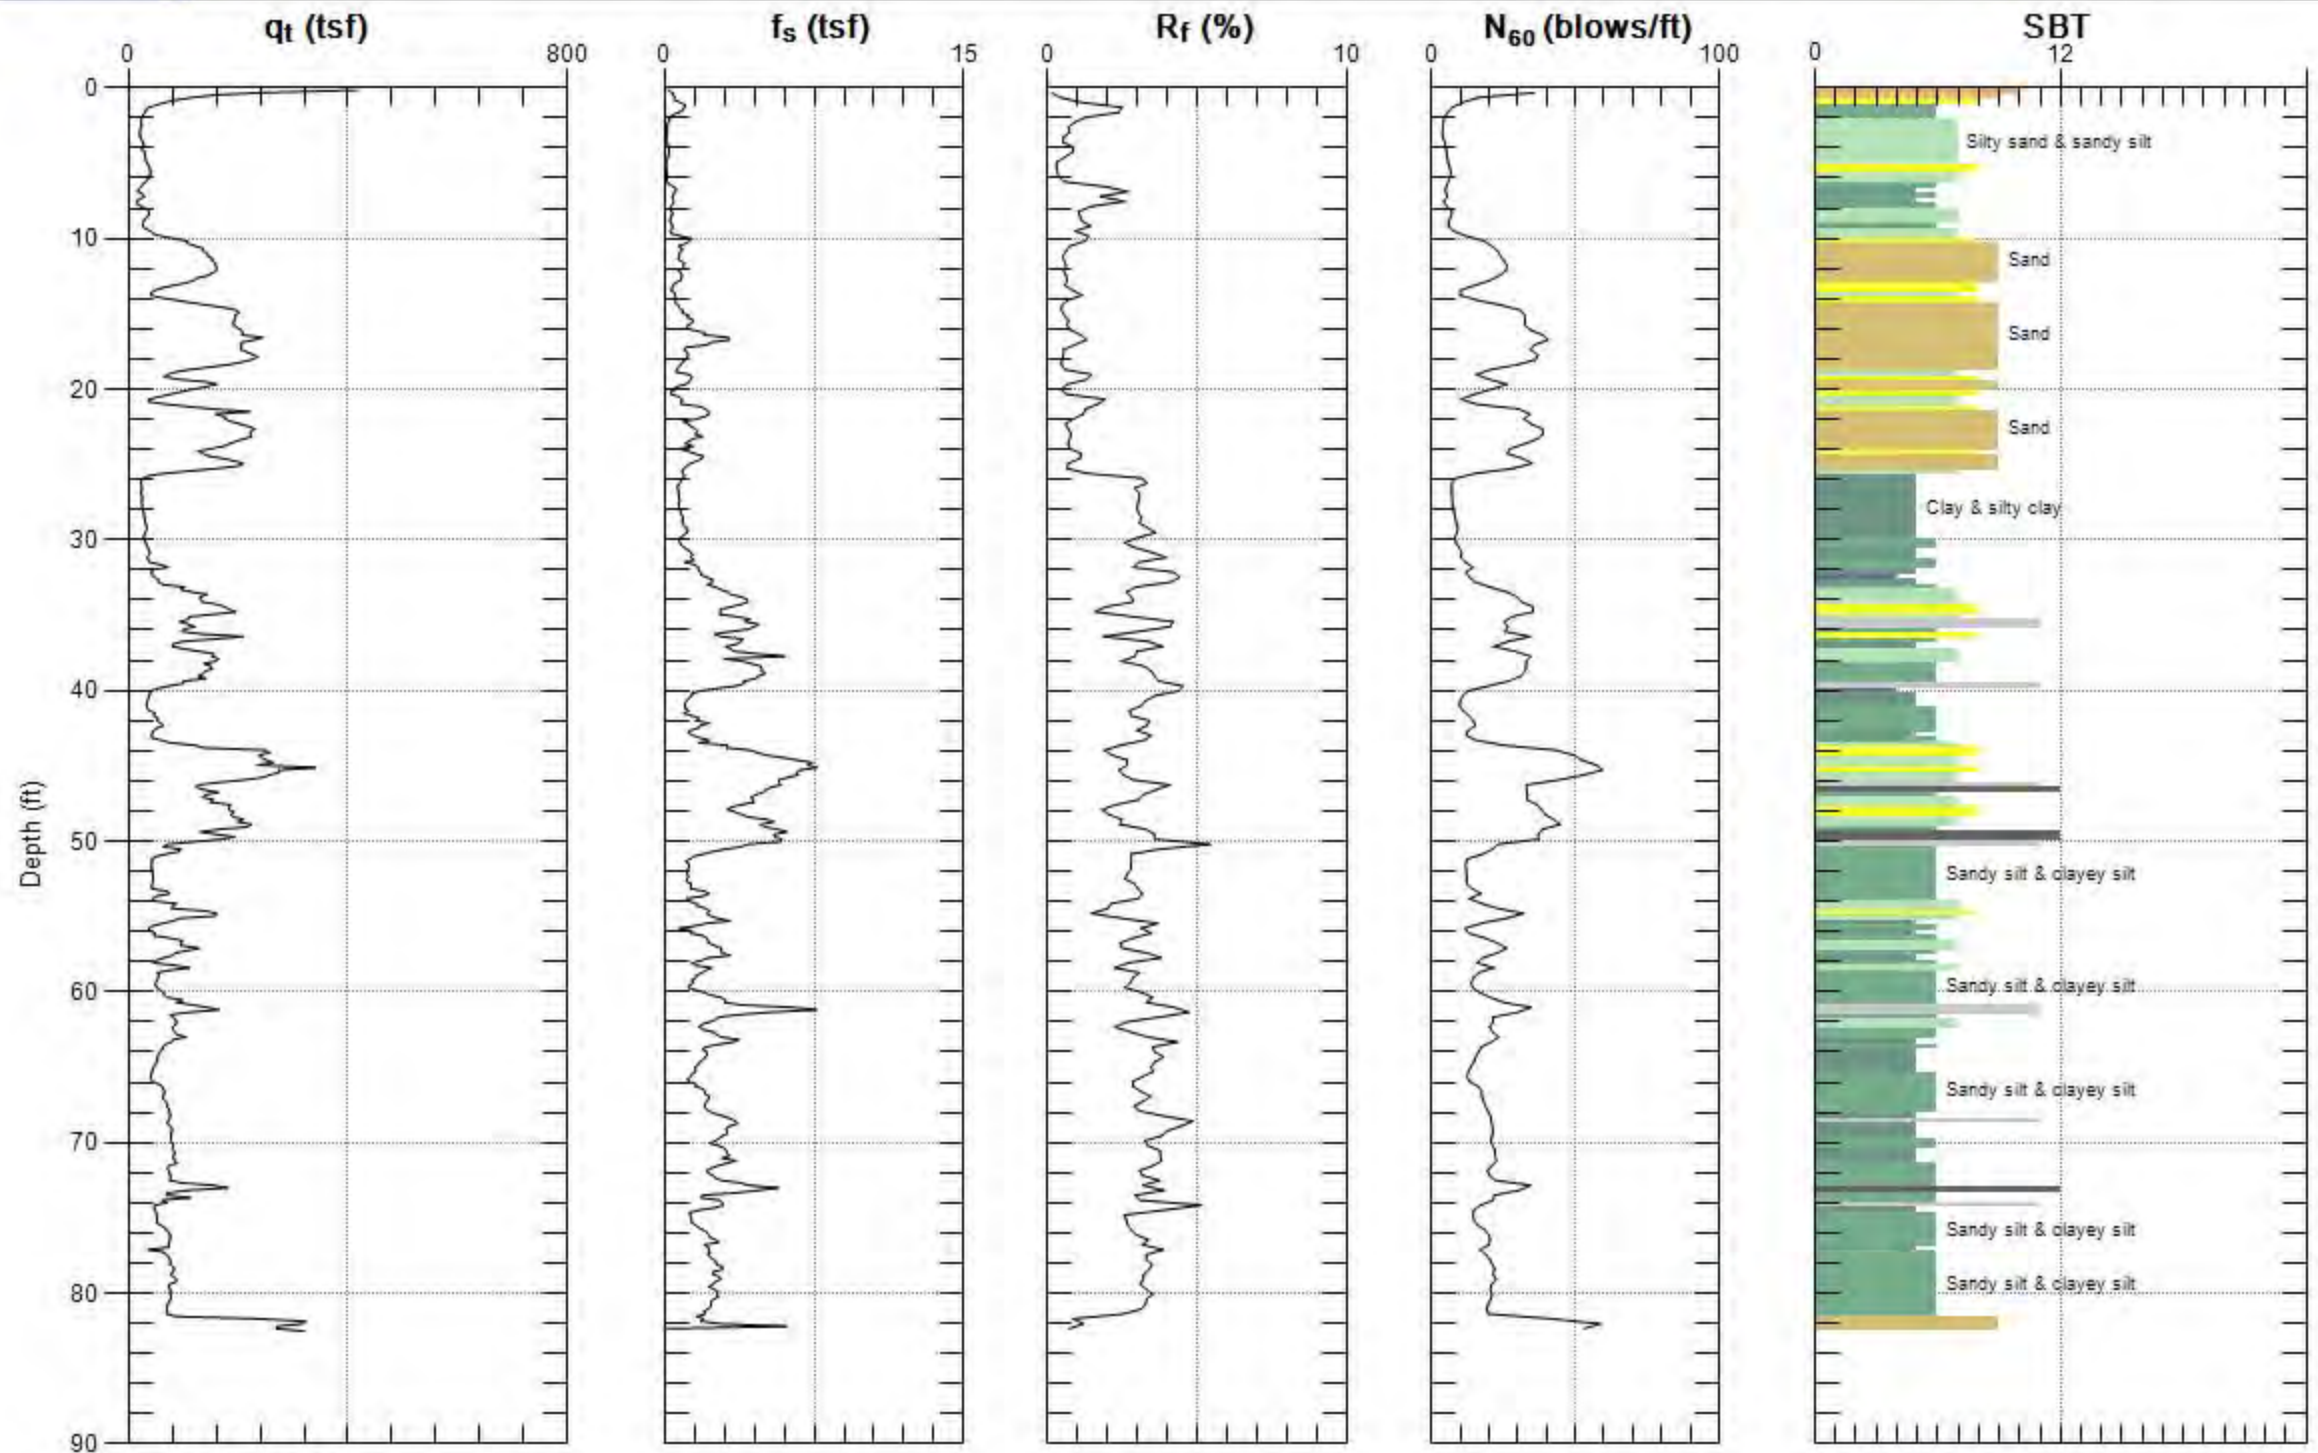 qt (tsf) fs (tsf) Rf (%) N60 (blows/ft) SBT
0 800 0 15 0 10 0 100 0 12
0
Silty sand & sandy silt
10
Sand
Sand
20
Sand
Clay & silty clay
30
40
Depth (ft)
50
Sandy silt & clayey silt
60
Sandy silt & clayey silt
Sandy silt & clayey silt
70
Sandy silt & clayey silt
80
Sandy silt & clayey silt
90